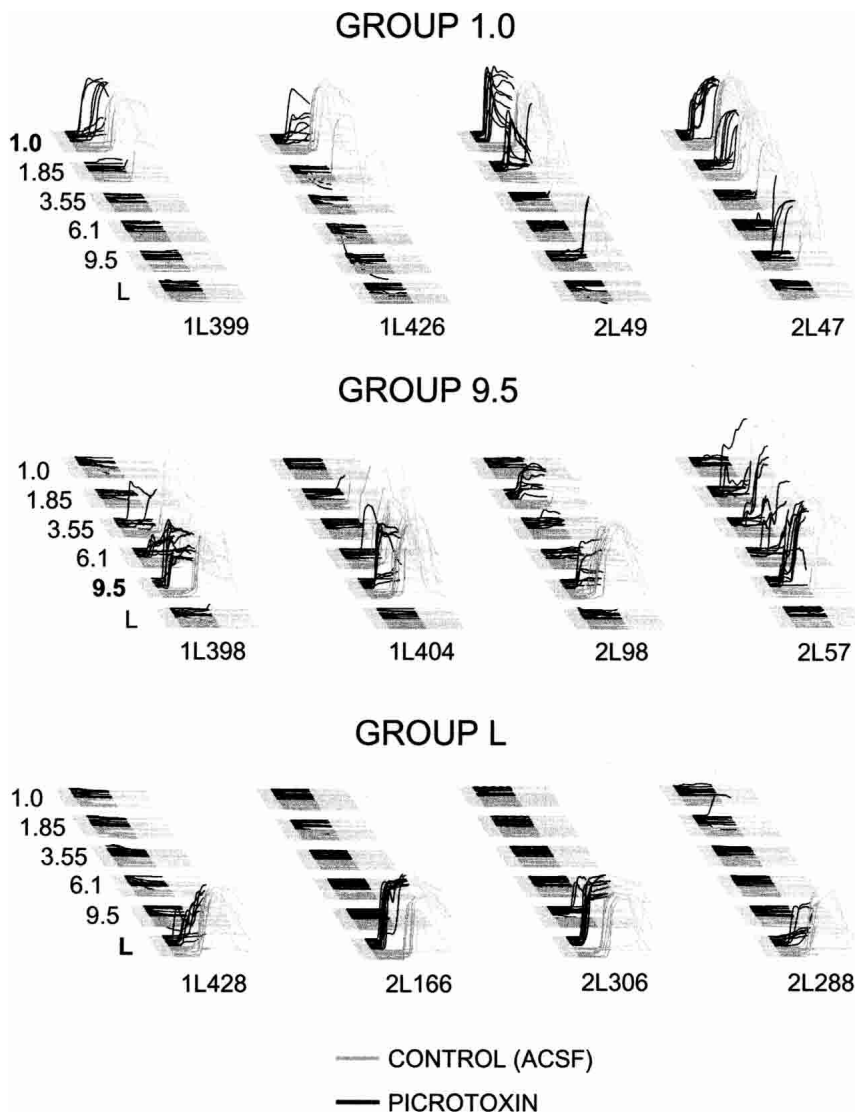 GROUP 1.0
1.0
1.85
3.55
6.1
9.5
L
1L399 1L426 2L49 2L47
GROUP 9.5
1.0
1.85
3.55
6.1
9.5
L
1L398 1L404 2L98 2L57
GROUP L
1.0
1.85
3.55
6.1
9.5
L
1L428 2L166 2L306 2L288
CONTROL (ACSF)
PICROTOXIN